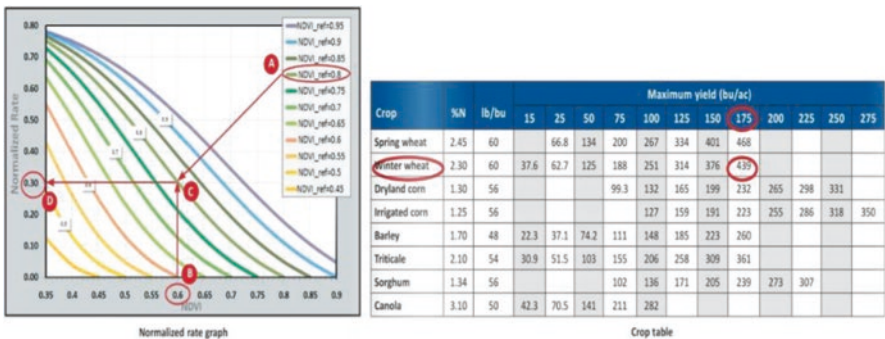 Normalized Rate
0.80
0.70
0.60
0.50
0.40
0.30
0.20
0.10
0.00
0.35
0.4
0.45
0.5
0.55
0.6
0.65
0.7
0.75
0.8
0.85
0.9
NDVI
NDVI_ref=0.95
NDVI_ref=0.9
NDVI_ref=0.85
NDVI_ref=0.8
NDVI_ref=0.75
NDVI_ref=0.7
NDVI_ref=0.65
NDVI_ref=0.6
NDVI_ref=0.55
NDVI_ref=0.5
NDVI_ref=0.45
A
B
C
D
0.9
0.8
0.7
0.6
Normalized rate graph
Maximum yield (bu/ac)
Crop %N lb/bu 15 25 50 75 100 125 150 175 200 225 250 275
Spring wheat 2.45 60 66.8 134 200 267 334 401 468
Winter wheat 2.30 60 37.6 62.7 125 188 251 314 376 439
Dryland corn 1.30 56 99.3 132 165 199 232 265 298 331
Irrigated corn 1.25 56 127 159 191 223 255 286 318 350
Barley 1.70 48 22.3 37.1 74.2 111 148 185 223 260
Triticale 2.10 54 30.9 51.5 103 155 206 258 309 361
Sorghum 1.34 56 102 136 171 205 239 273 307
Canola 3.10 50 42.3 70.5 141 211 282
Crop table